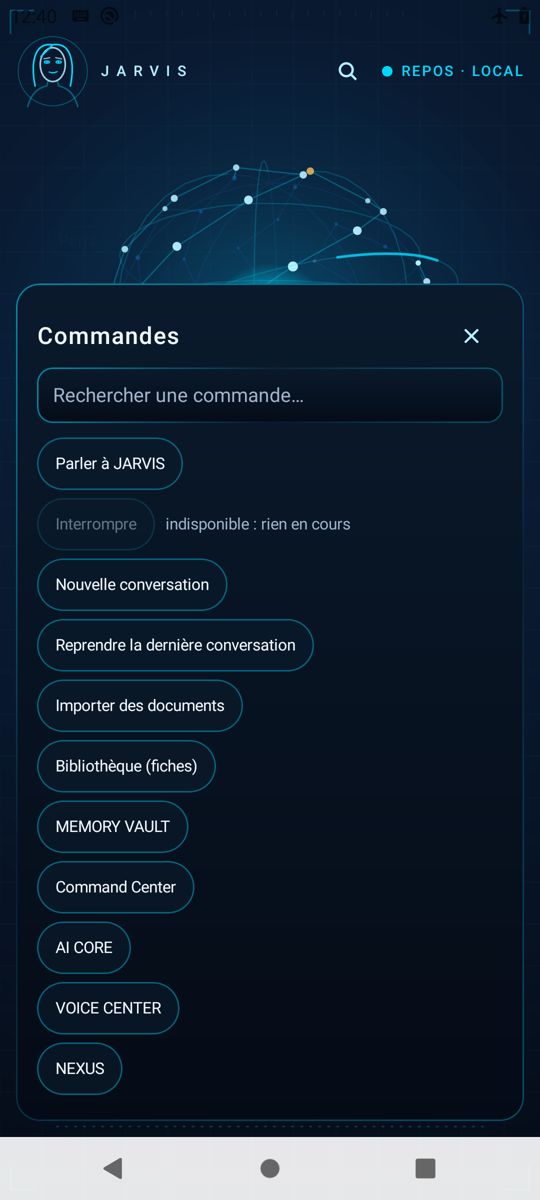 12:40
JARVIS
REPOS · LOCAL
Commandes
Rechercher une commande…
Parler à JARVIS
Interrompre indisponible : rien en cours
Nouvelle conversation
Reprendre la dernière conversation
Importer des documents
Bibliothèque (fiches)
MEMORY VAULT
Command Center
AI CORE
VOICE CENTER
NEXUS